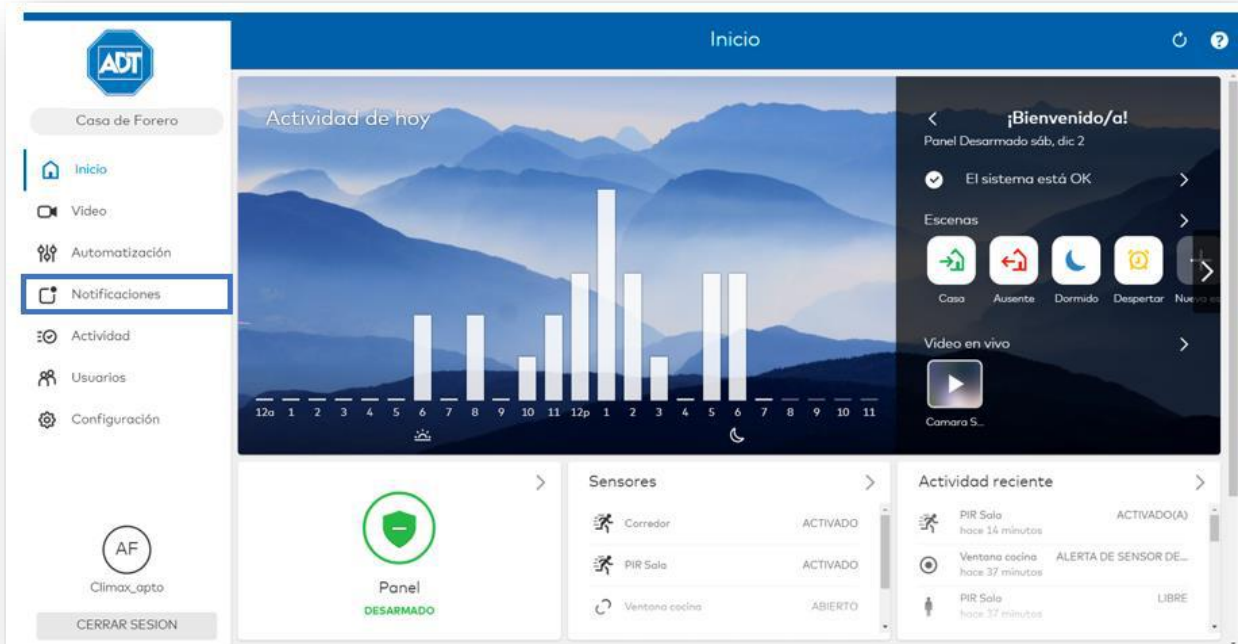 ADT
Casa de Forero
Inicio
Video
Automatización
Notificaciones
Actividad
Usuarios
Configuración
AF
Climax_apto
CERRAR SESION
Inicio
?
Actividad de hoy
12a 1 2 3 4 5 6 7 8 9 10 11 12p 1 2 3 4 5 6 7 8 9 10 11
¡Bienvenido/a!
Panel Desarmado sáb, dic 2
El sistema está OK
Escenas
Casa Ausente Dormido Despertar
Video en vivo
Camara S...
Panel
DESARMADO
Sensores
Corredor ACTIVADO
PIR Sala ACTIVADO
Ventana cocina ABIERTO
Actividad reciente
PIR Sala ACTIVADO(A)
hace 14 minutos
Ventana cocina ALERTA DE SENSOR DE...
hace 37 minutos
PIR Sala LIBRE
hace 37 minutos